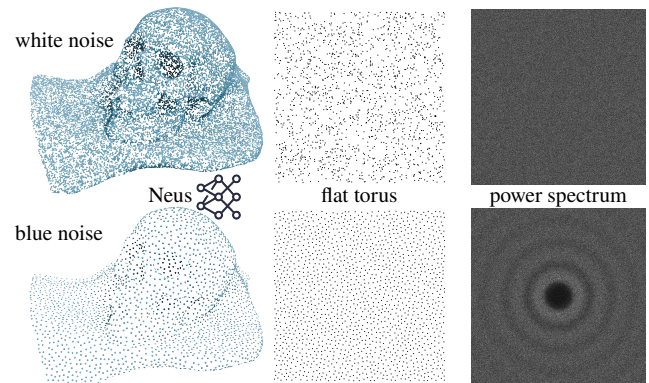 white noise
Neus
flat torus
power spectrum
blue noise